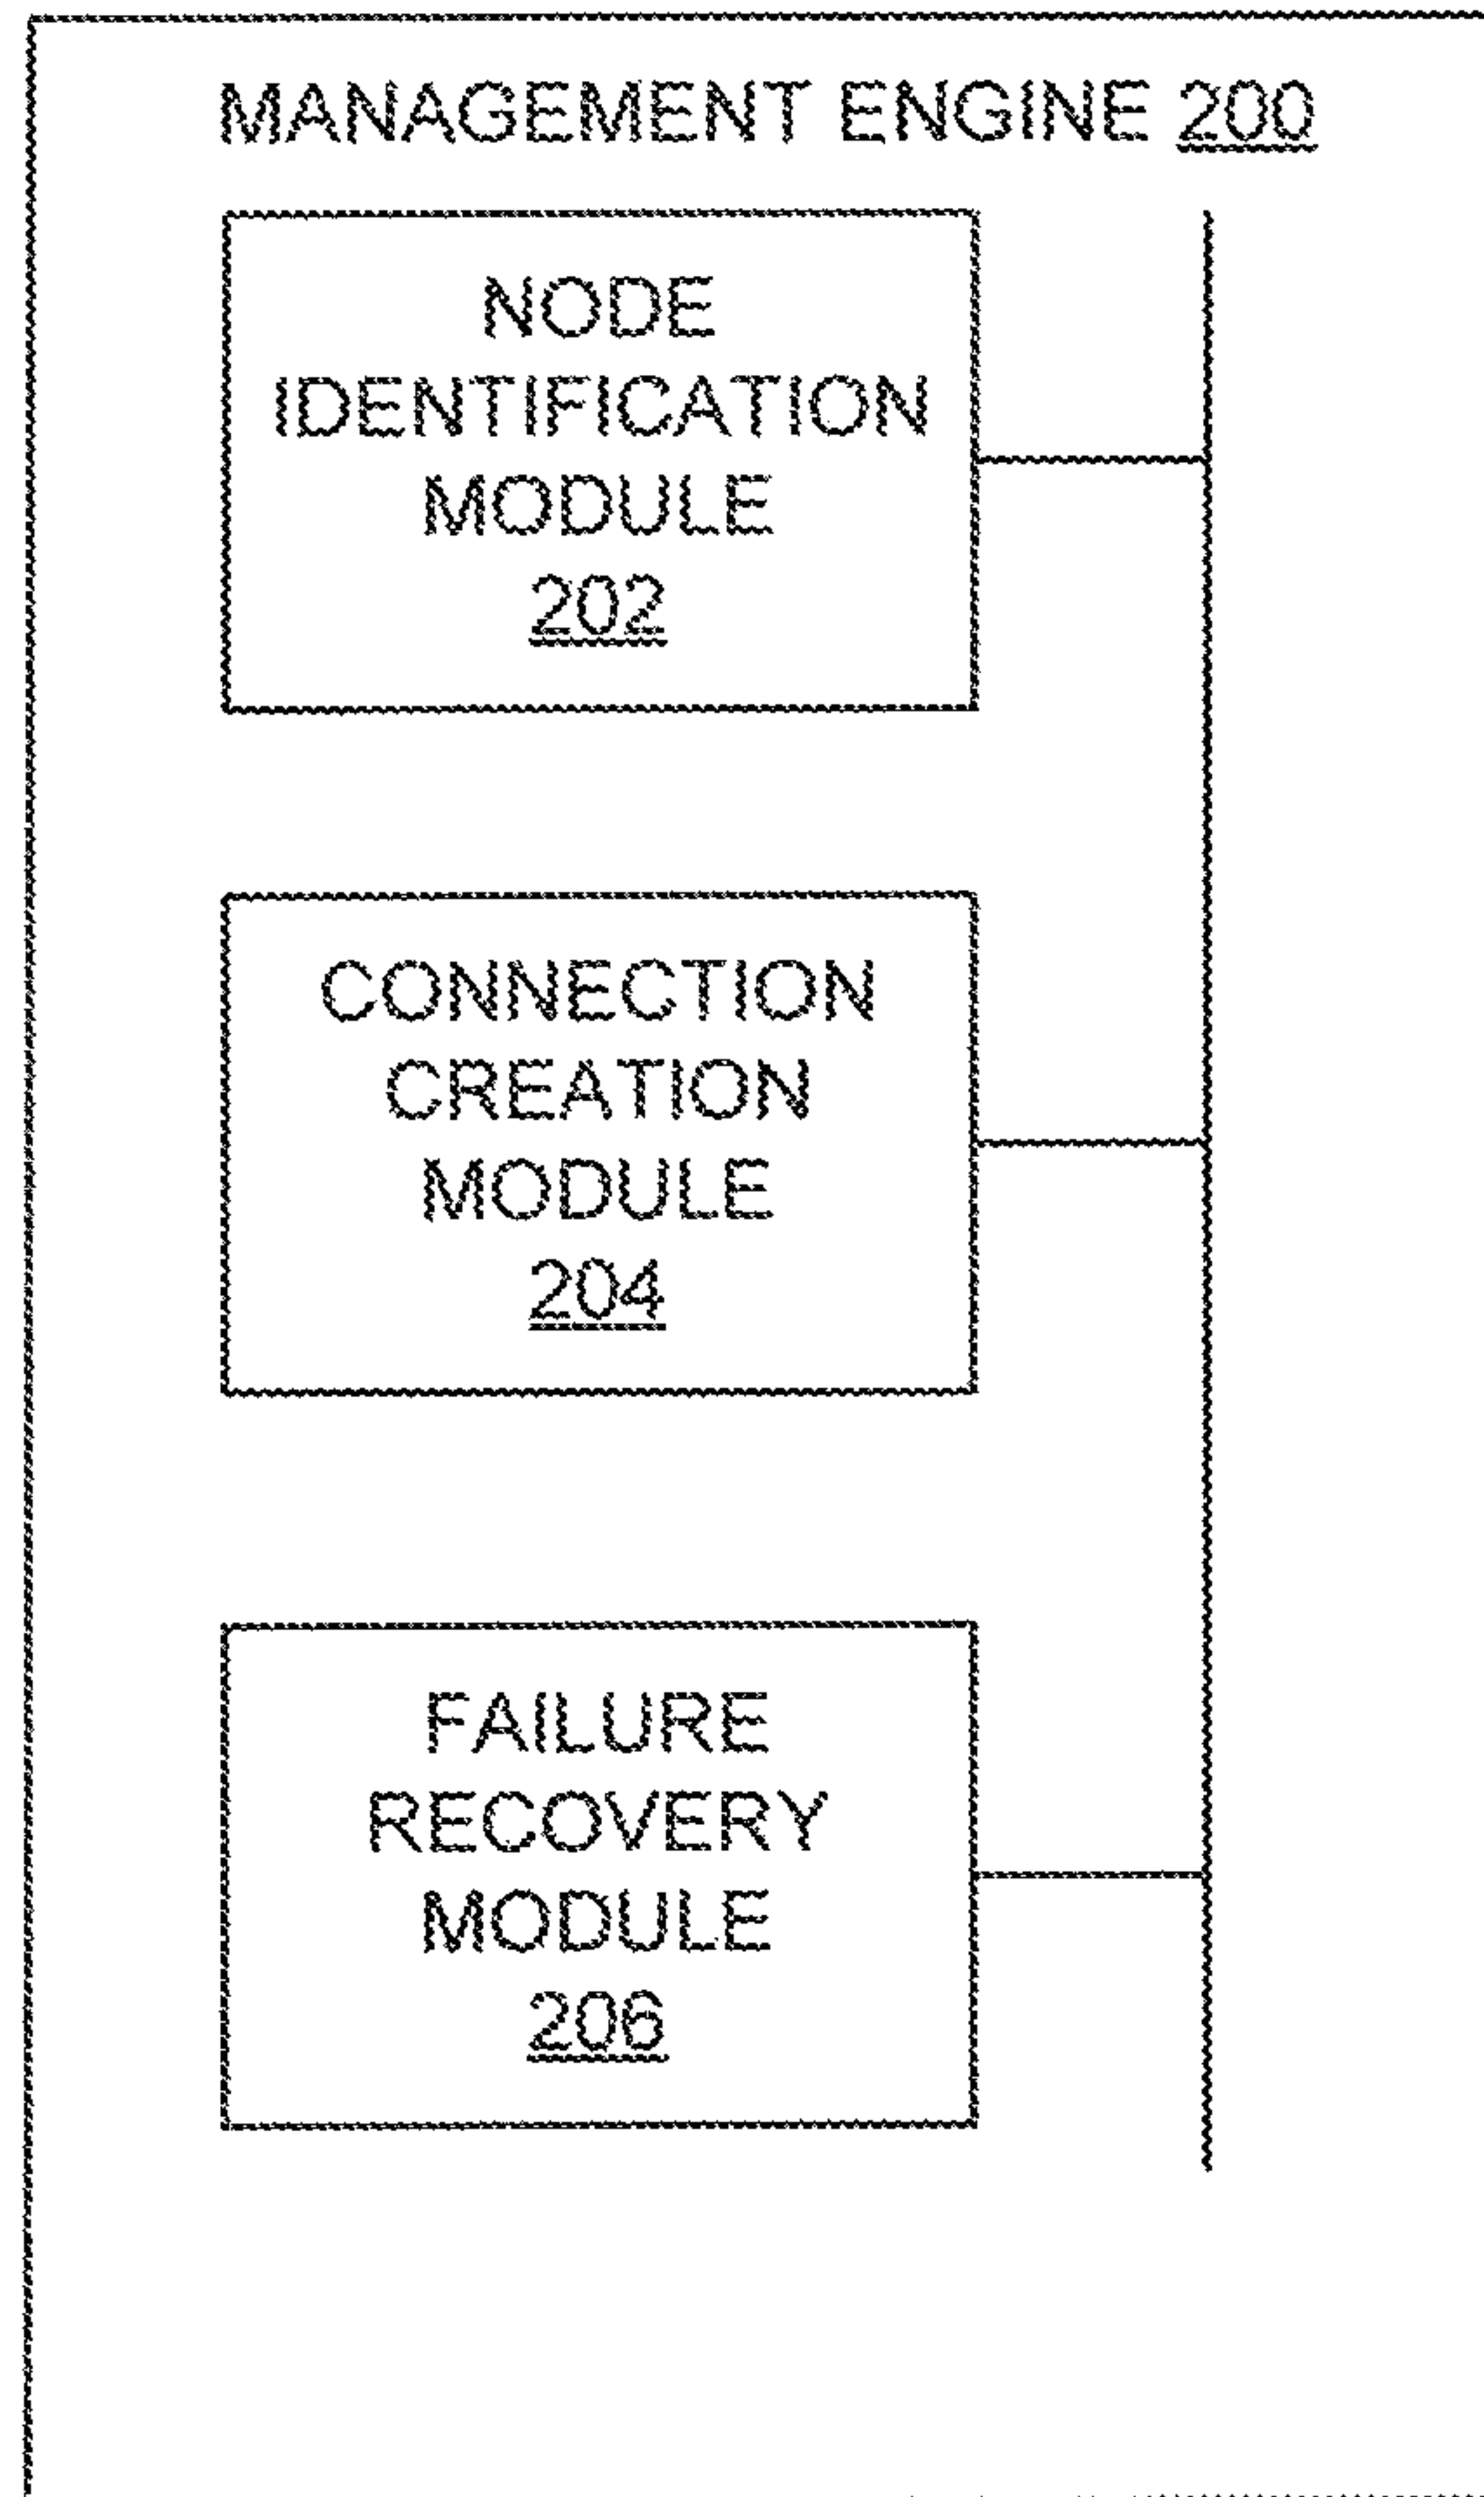 MANAGEMENT ENGINE 200
NODE
IDENTIFICATION
MODULE
202
CONNECTION
CREATION
MODULE
204
FAILURE
RECOVERY
MODULE
206